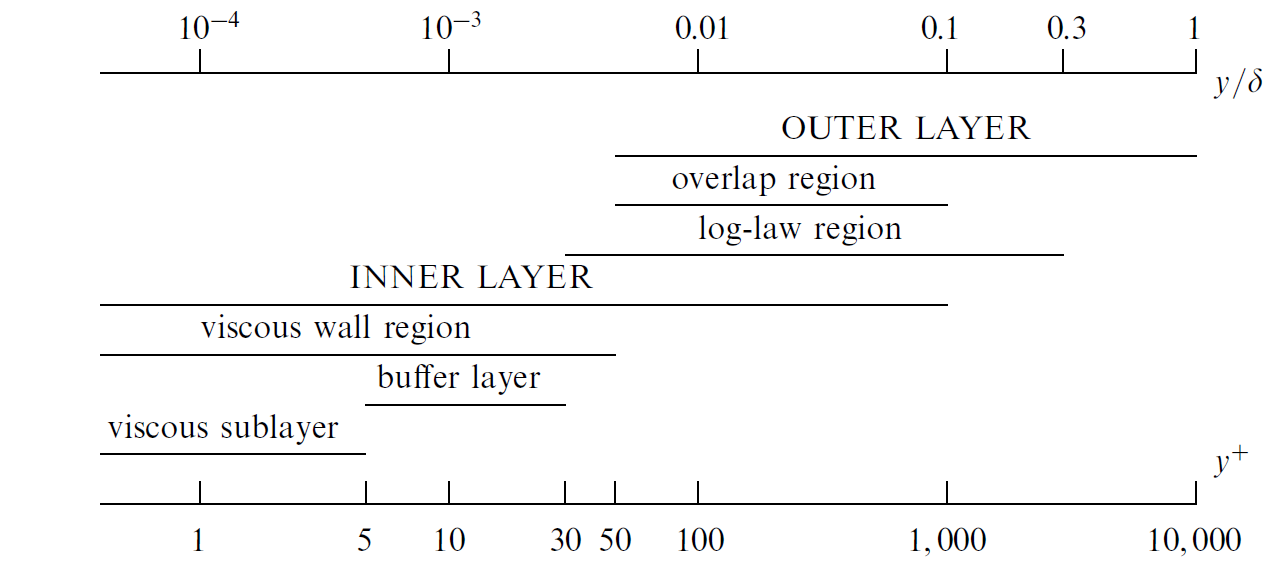 10⁻⁴ 10⁻³ 0.01 0.1 0.3 1
y/δ
OUTER LAYER
overlap region
log-law region
INNER LAYER
viscous wall region
buffer layer
viscous sublayer
y⁺
1 5 10 30 50 100 1,000 10,000